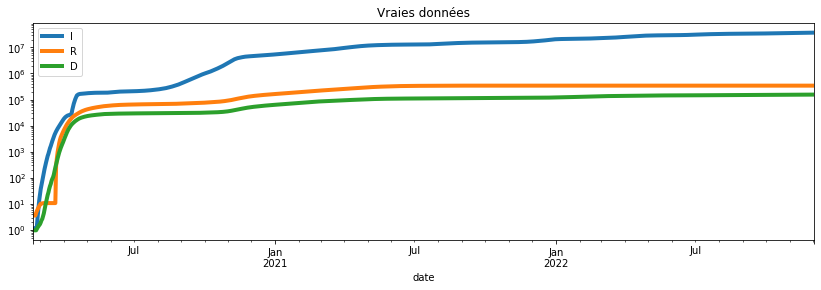 Vraies données
I
R
D
10⁷
10⁶
10⁵
10⁴
10³
10²
10¹
10⁰
Jul
Jan
2021
Jul
Jan
2022
Jul
date